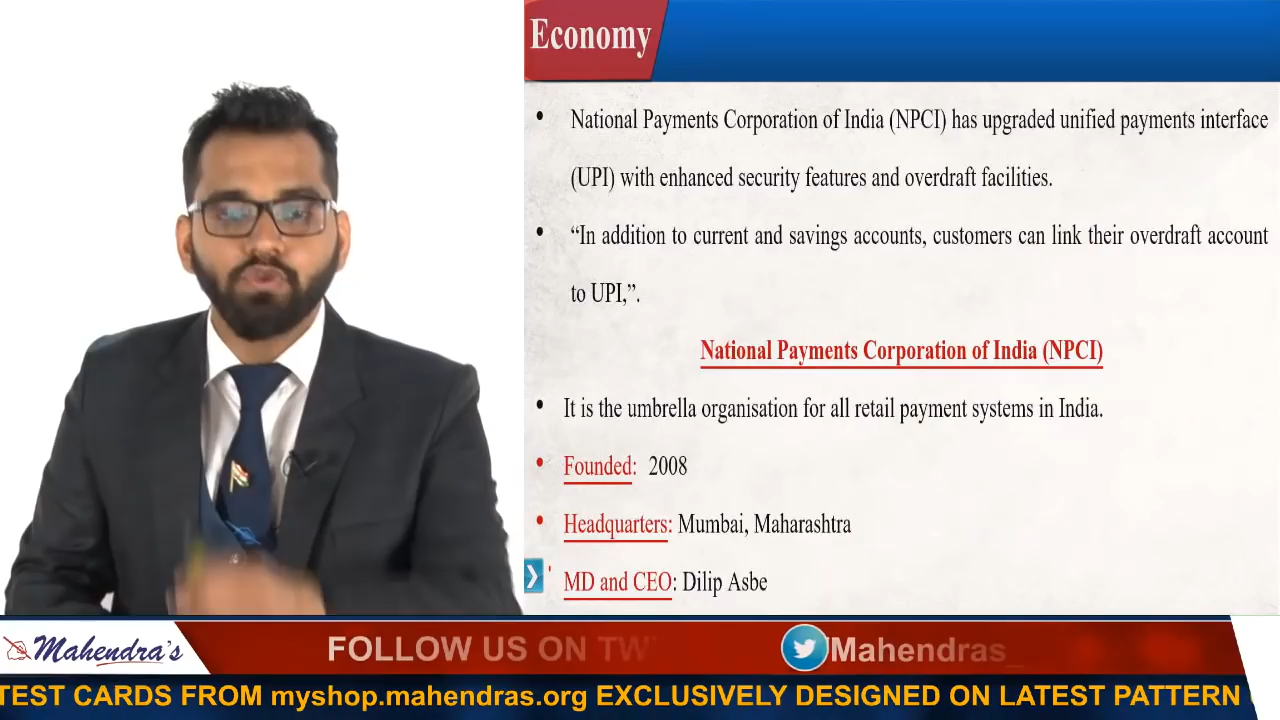 Economy
• National Payments Corporation of India (NPCI) has upgraded unified payments interface
(UPI) with enhanced security features and overdraft facilities.
• “In addition to current and savings accounts, customers can link their overdraft account
to UPI,”.
National Payments Corporation of India (NPCI)
• It is the umbrella organisation for all retail payment systems in India.
• Founded: 2008
• Headquarters: Mumbai, Maharashtra
MD and CEO: Dilip Asbe
Mahendra's
FOLLOW US ON TW
/Mahendras_
TEST CARDS FROM myshop.mahendras.org EXCLUSIVELY DESIGNED ON LATEST PATTERN